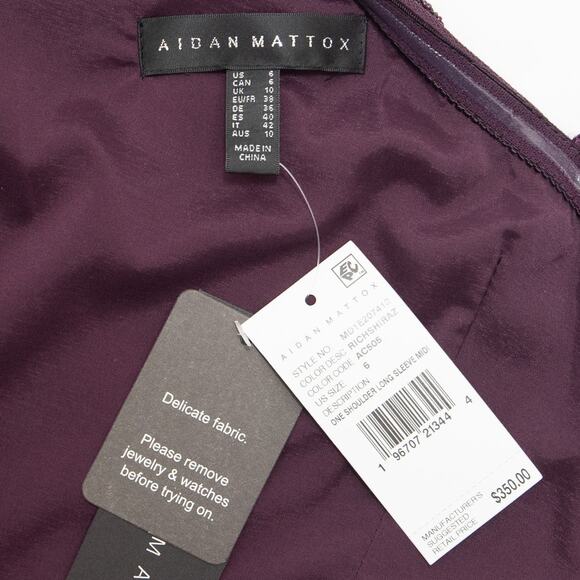 AIDAN MATTOX
US 6
CAN 6
UK 10
EU/FR 38
DE 36
ES 40
IT 42
AUS 10
MADE IN
CHINA
Delicate fabric.
Please remove
jewelry & watches
before trying on.
M A
AIDAN MATTOX
STYLE NO MD1E207413
COLOR DESC RICHSHIRAZ
COLOR CODE AC505
US SIZE 6
DESCRIPTION
ONE SHOULDER LONG SLEEVE MIDI
1 96707 21344 4
MANUFACTURER'S
SUGGESTED
RETAIL PRICE
$350.00